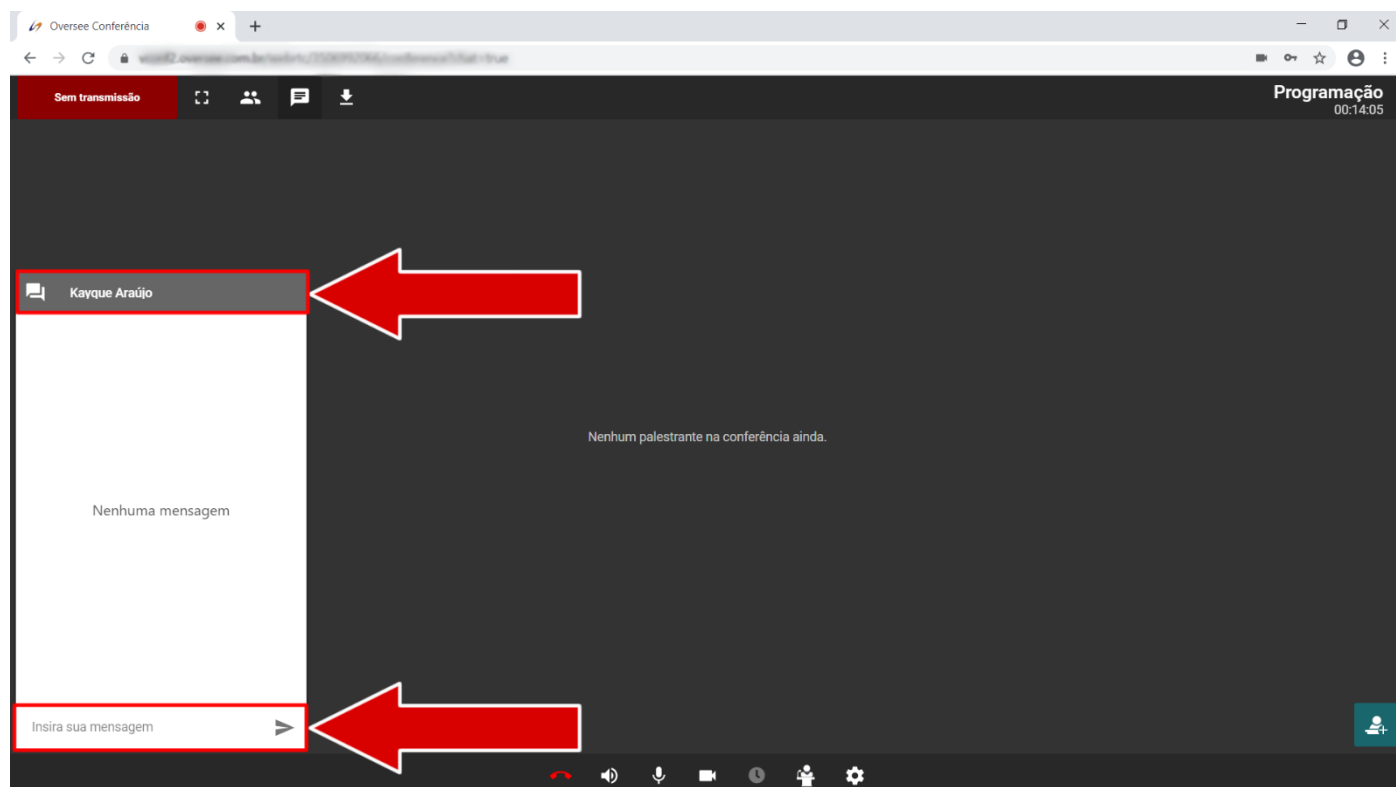 Oversee Conferência
Sem transmissão
Programação
00:14:05
Kayque Araújo
Nenhum palestrante na conferência ainda.
Nenhuma mensagem
Insira sua mensagem